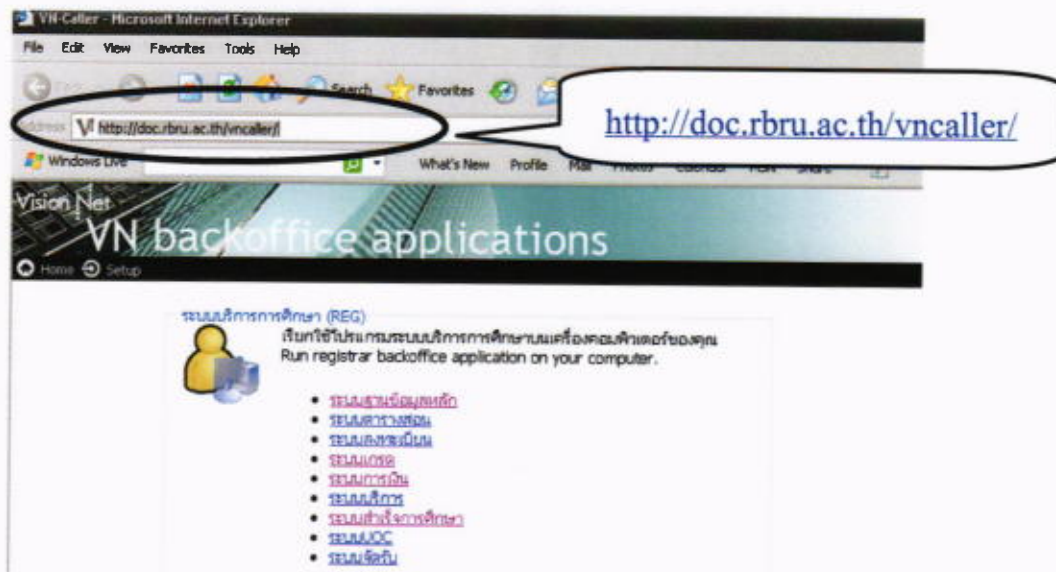 VN-Caller - Microsoft Internet Explorer
File Edit View Favorites Tools Help
Search Favorites
Address http://doc.rbru.ac.th/vncaller/
http://doc.rbru.ac.th/vncaller/
Windows Live What's New Profile Mail Photos Calendar MSN Share
Vision Net
VN backoffice applications
Home Setup
ระบบบริการการศึกษา (REG)
เรียกใช้โปรแกรมระบบบริการการศึกษาบนเครื่องคอมพิวเตอร์ของคุณ
Run registrar backoffice application on your computer.
ระบบฐานข้อมูลหลัก
ระบบตารางสอน
ระบบลงทะเบียน
ระบบเกรด
ระบบการเงิน
ระบบบริการ
ระบบสำเร็จการศึกษา
ระบบUOC
ระบบจัดรับ